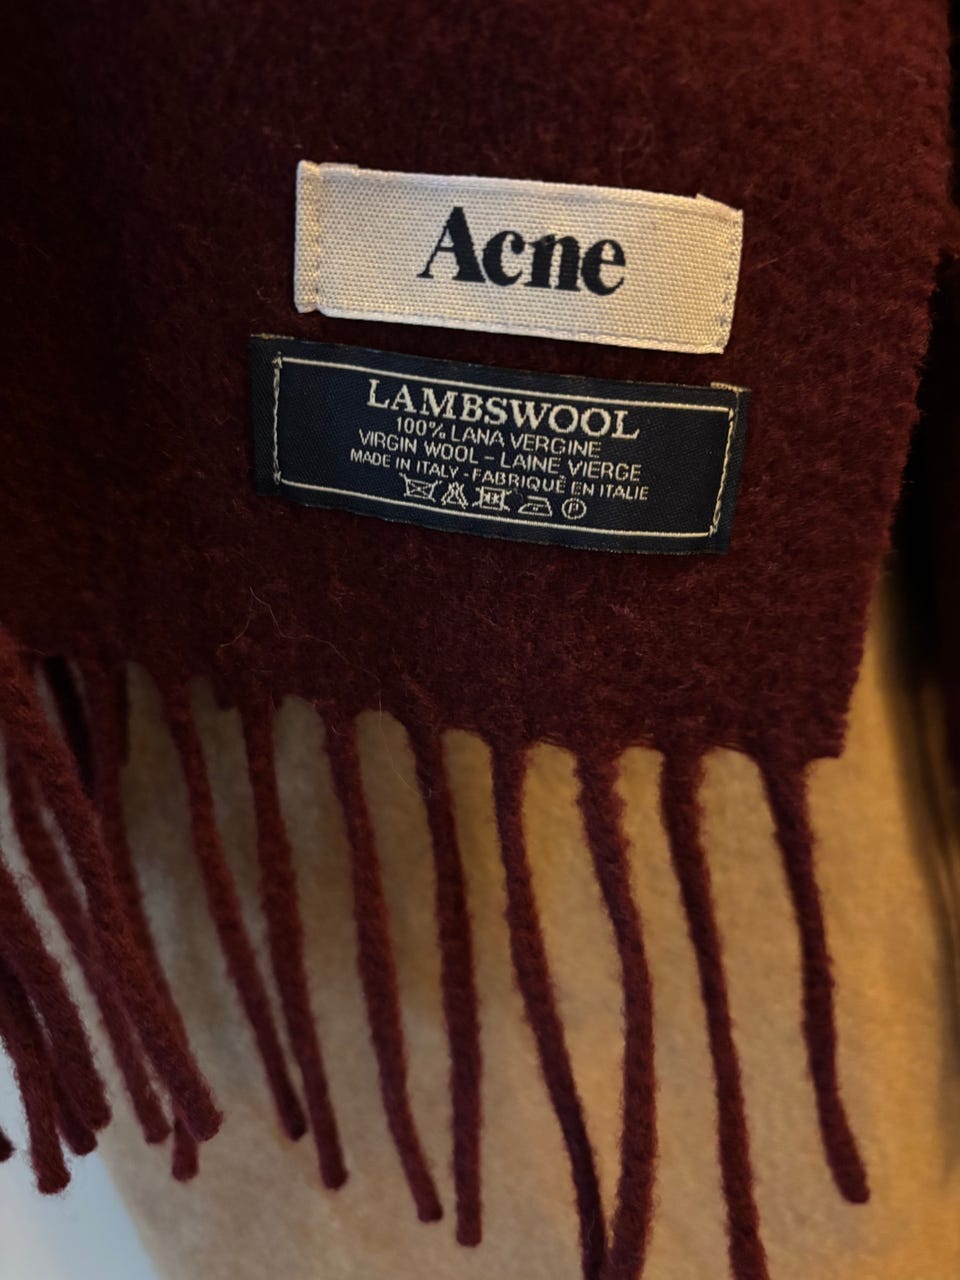 Acne
LAMBSWOOL
100% LANA VERGINE
VIRGIN WOOL - LAINE VIERGE
MADE IN ITALY - FABRIQUÉ EN ITALIE
P